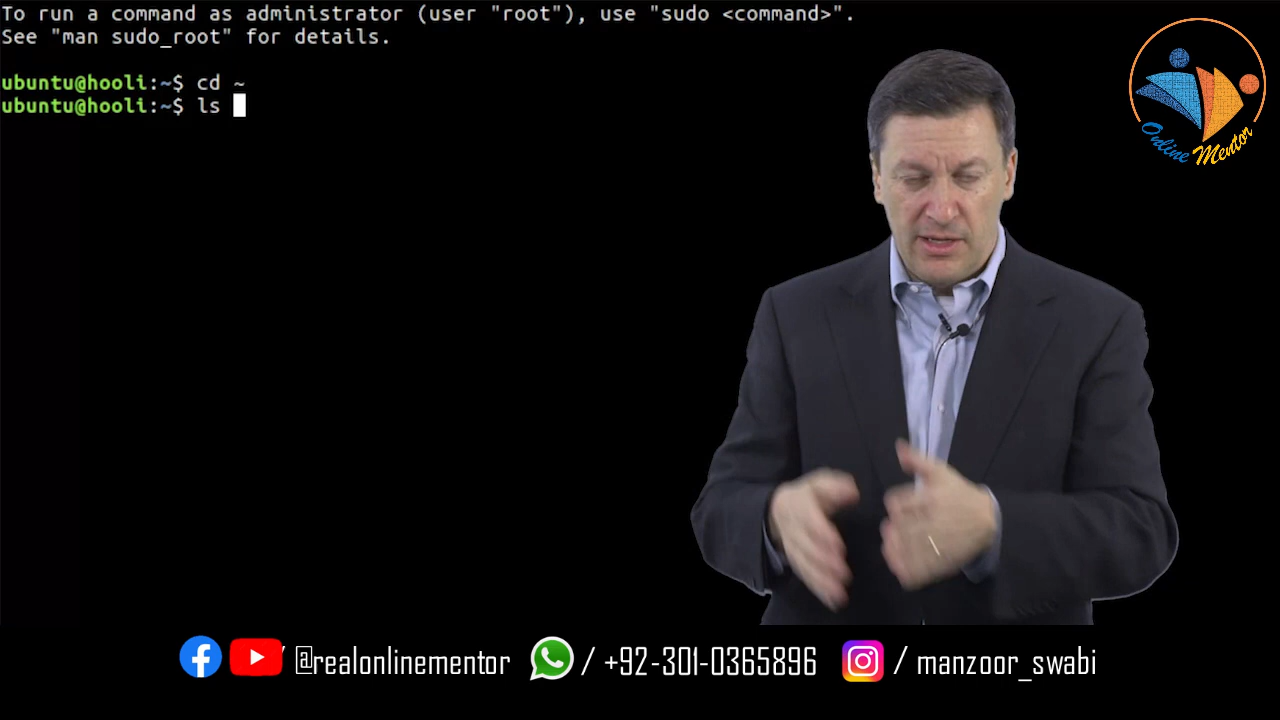 To run a command as administrator (user "root"), use "sudo <command>".
See "man sudo_root" for details.
ubuntu@hooli:~$ cd ~
ubuntu@hooli:~$ ls
Online Mentor
/ @realonlinementor / +92-301-0365896 / manzoor_swabi